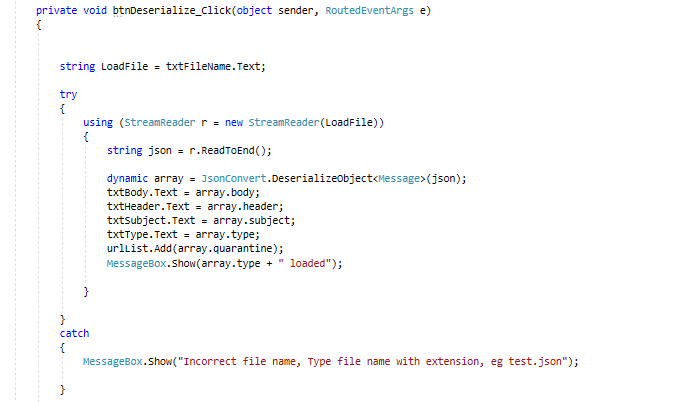 private void btnDeserialize_Click(object sender, RoutedEventArgs e)
{
string LoadFile = txtFileName.Text;
try
{
using (StreamReader r = new StreamReader(LoadFile))
{
string json = r.ReadToEnd();
dynamic array = JsonConvert.DeserializeObject<Message>(json);
txtBody.Text = array.body;
txtHeader.Text = array.header;
txtSubject.Text = array.subject;
txtType.Text = array.type;
urlList.Add(array.quarantine);
MessageBox.Show(array.type + " loaded");
}
}
catch
{
MessageBox.Show("Incorrect file name, Type file name with extension, eg test.json");
}